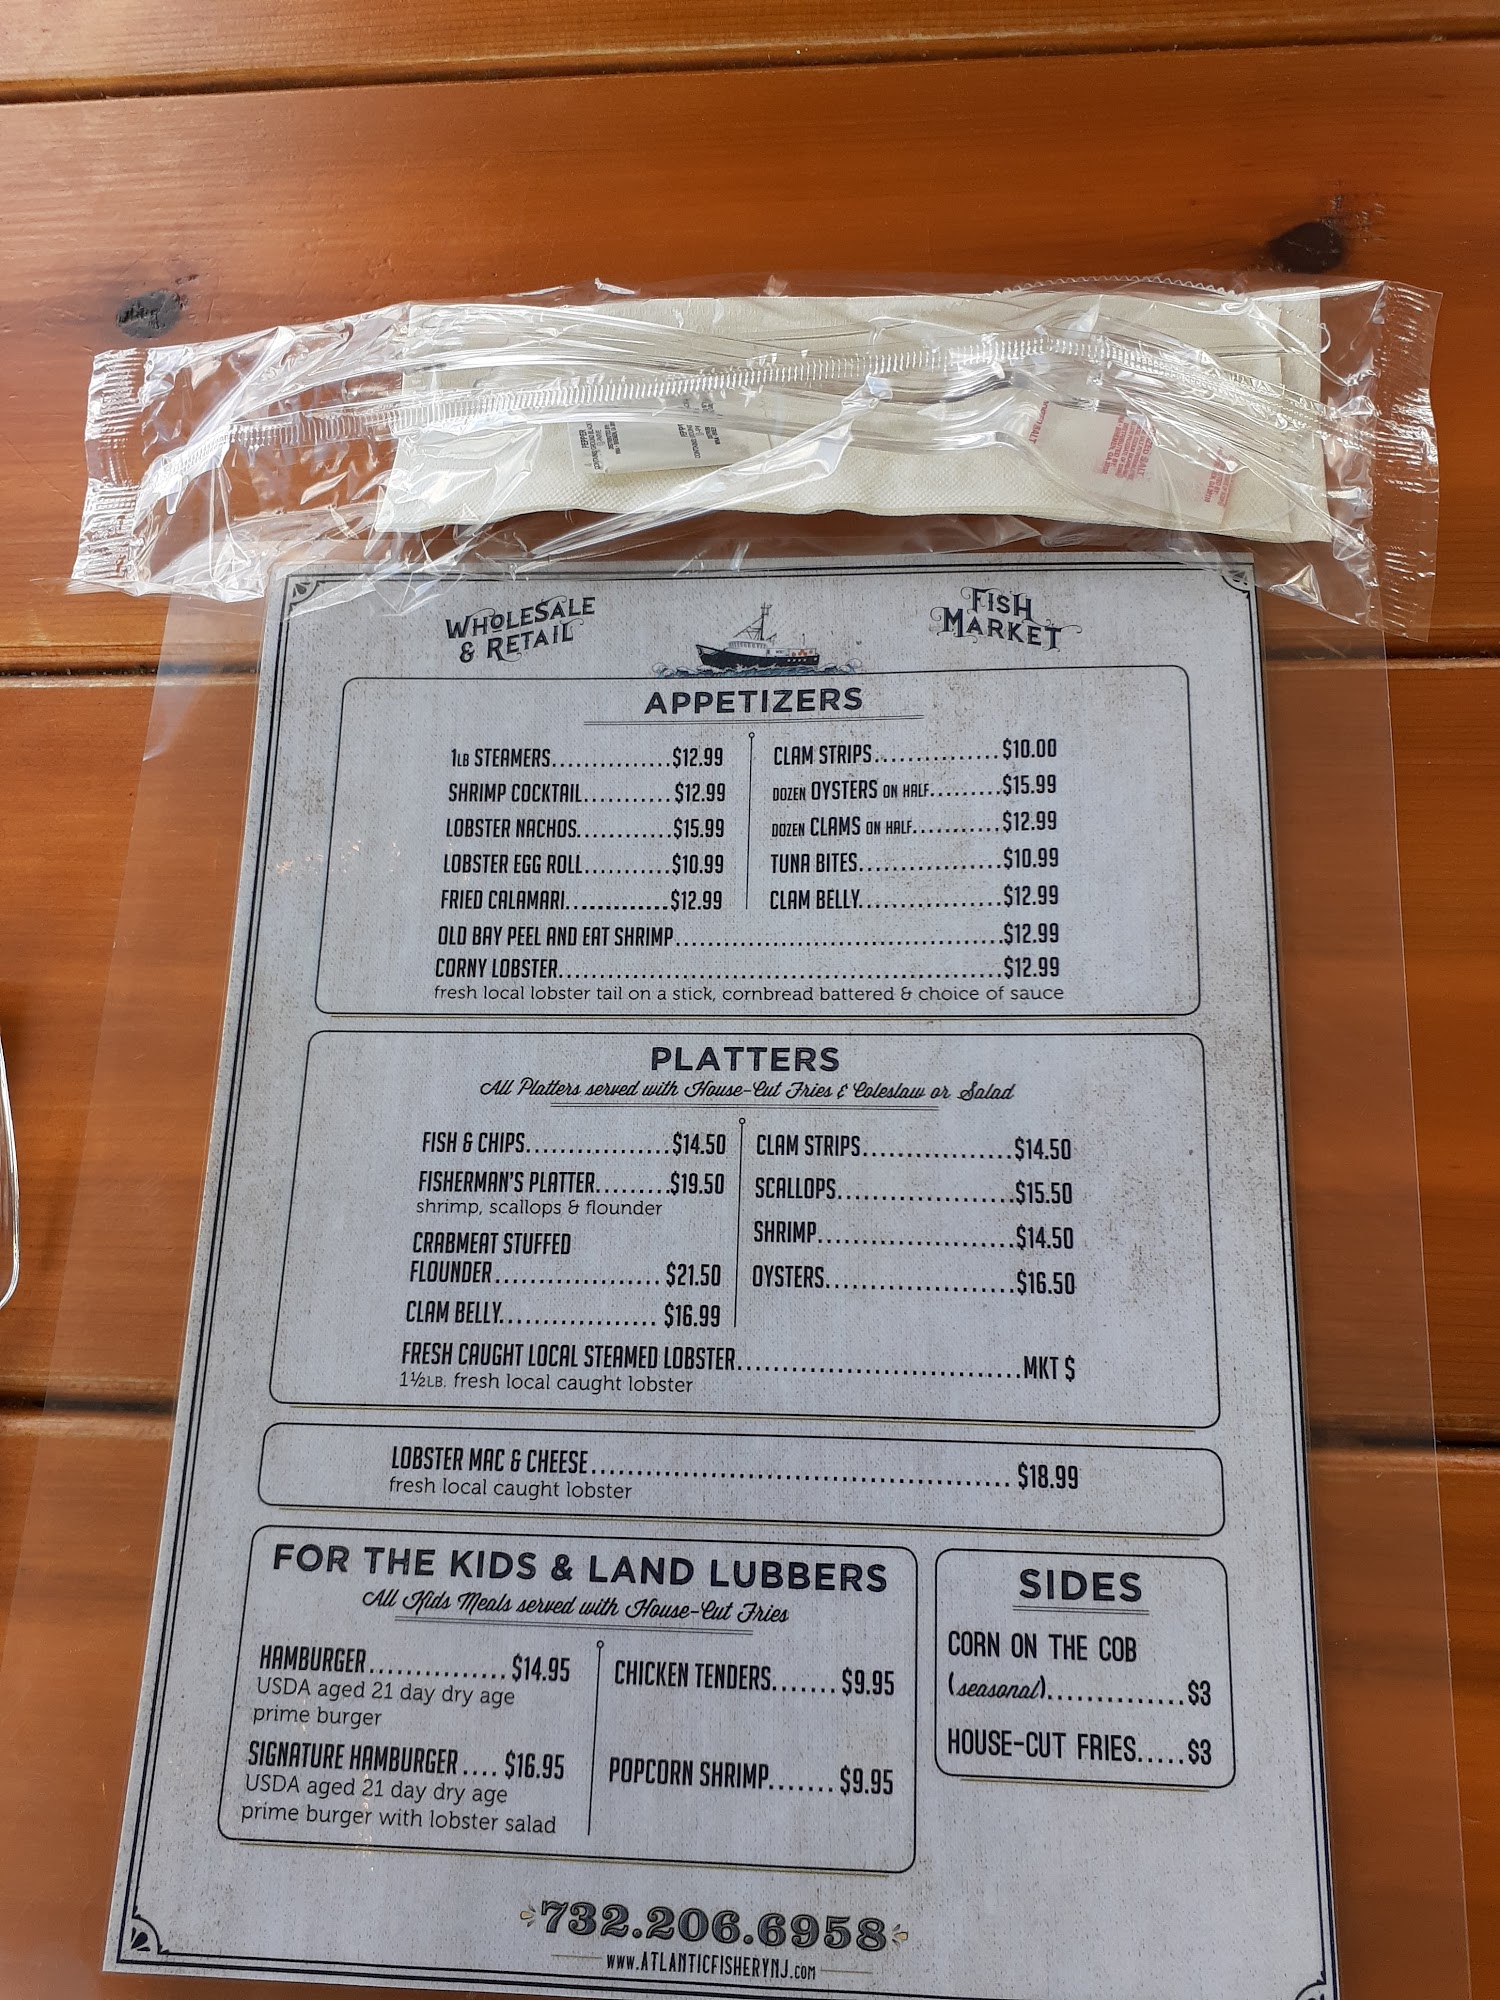 WHOLESALE
& RETAIL
FISH
MARKET
APPETIZERS
1LB STEAMERS...............$12.99
SHRIMP COCKTAIL...........$12.99
LOBSTER NACHOS............$15.99
LOBSTER EGG ROLL...........$10.99
FRIED CALAMARI.............$12.99
CLAM STRIPS...............$10.00
DOZEN OYSTERS ON HALF.........$15.99
DOZEN CLAMS ON HALF...........$12.99
TUNA BITES.................$10.99
CLAM BELLY.................$12.99
OLD BAY PEEL AND EAT SHRIMP.......................................$12.99
CORNY LOBSTER.....................................................$12.99
fresh local lobster tail on a stick, cornbread battered & choice of sauce
PLATTERS
All Platters served with House-Cut Fries & Coleslaw or Salad
FISH & CHIPS.................$14.50
FISHERMAN'S PLATTER.........$19.50
shrimp, scallops & flounder
CRABMEAT STUFFED
FLOUNDER................... $21.50
CLAM BELLY.................. $16.99
CLAM STRIPS.................$14.50
SCALLOPS....................$15.50
SHRIMP......................$14.50
OYSTERS.....................$16.50
FRESH CAUGHT LOCAL STEAMED LOBSTER................................MKT $
1½LB. fresh local caught lobster
LOBSTER MAC & CHEESE............................................... $18.99
fresh local caught lobster
FOR THE KIDS & LAND LUBBERS
All Kids Meals served with House-Cut Fries
HAMBURGER............... $14.95
USDA aged 21 day dry age
prime burger
SIGNATURE HAMBURGER .... $16.95
USDA aged 21 day dry age
prime burger with lobster salad
CHICKEN TENDERS....... $9.95
POPCORN SHRIMP....... $9.95
SIDES
CORN ON THE COB
(seasonal)..............$3
HOUSE-CUT FRIES.....$3
732.206.6958
www.ATLANTICFISHERYNJ.com